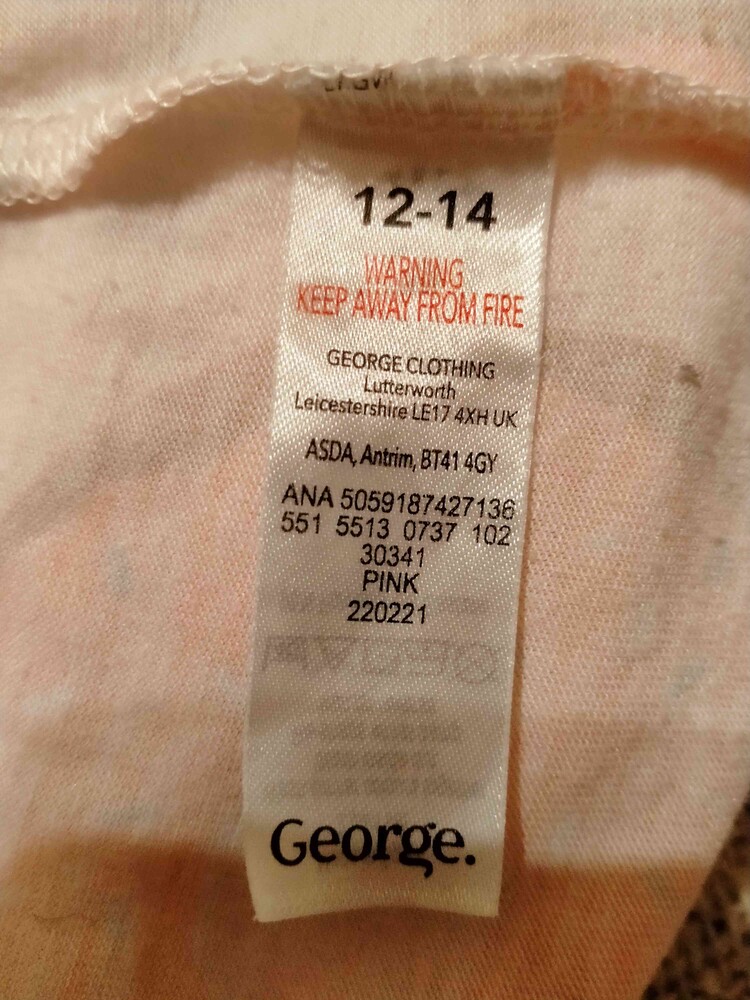 12-14
WARNING
KEEP AWAY FROM FIRE
GEORGE CLOTHING
Lutterworth
Leicestershire LE17 4XH UK
ASDA, Antrim, BT41 4GY
ANA 5059187427136
551 5513 0737 102
30341
PINK
220221
George.